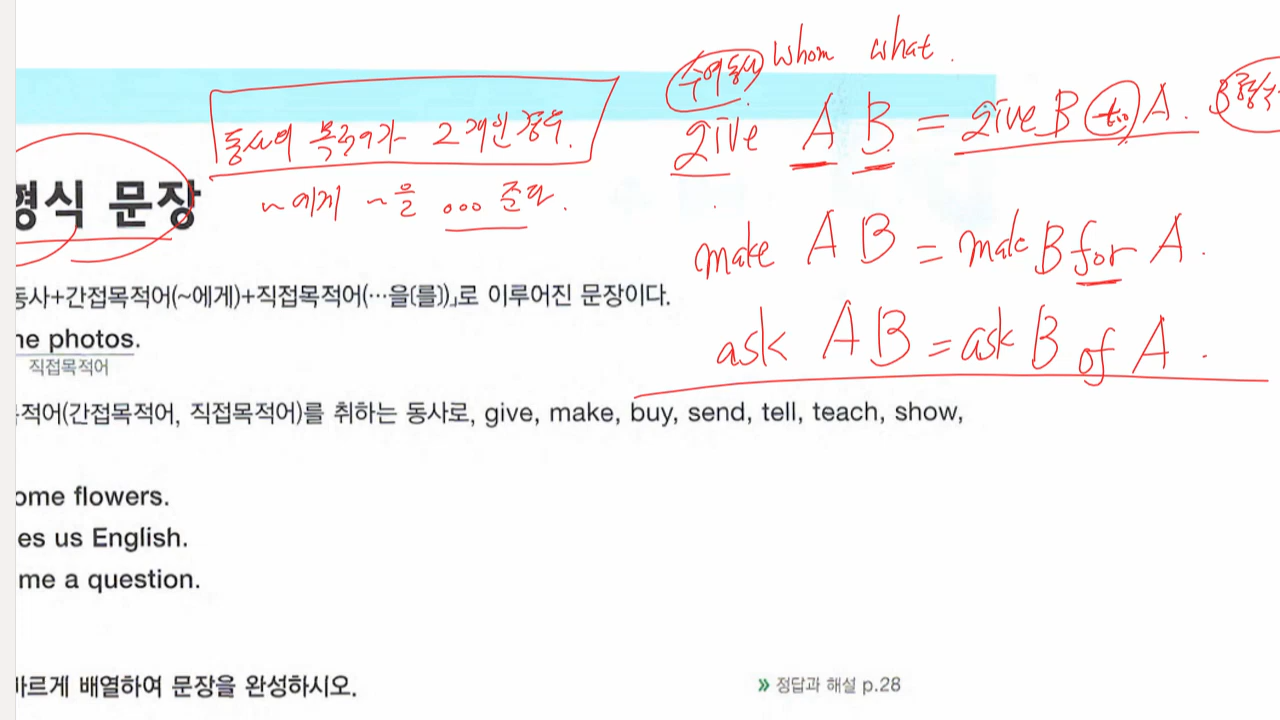 whom what.
수여동사
give A B = give B to A. 3형식
동사의 목적어가 2개인 경우.
~에게 ~을 ... 준다.
형식 문장
make A B = make B for A.
동사+간접목적어(~에게)+직접목적어(…을(를))」로 이루어진 문장이다.
ask A B = ask B of A.
ne photos.
직접목적어
목적어(간접목적어, 직접목적어)를 취하는 동사로, give, make, buy, send, tell, teach, show,
ome flowers.
es us English.
me a question.
바르게 배열하여 문장을 완성하시오.
» 정답과 해설 p.28